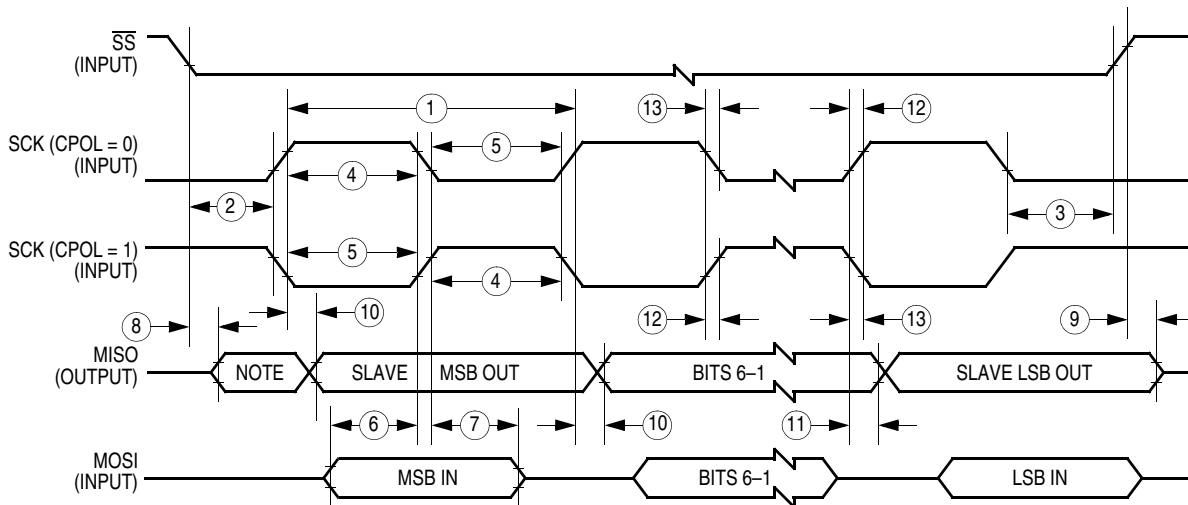 SS
(INPUT)
1
13
12
SCK (CPOL = 0)
(INPUT)
5
4
2
3
SCK (CPOL = 1)
(INPUT)
5
4
8
10
12
13
9
MISO
(OUTPUT)
NOTE
SLAVE MSB OUT
BITS 6–1
SLAVE LSB OUT
6
7
10
11
MOSI
(INPUT)
MSB IN
BITS 6–1
LSB IN